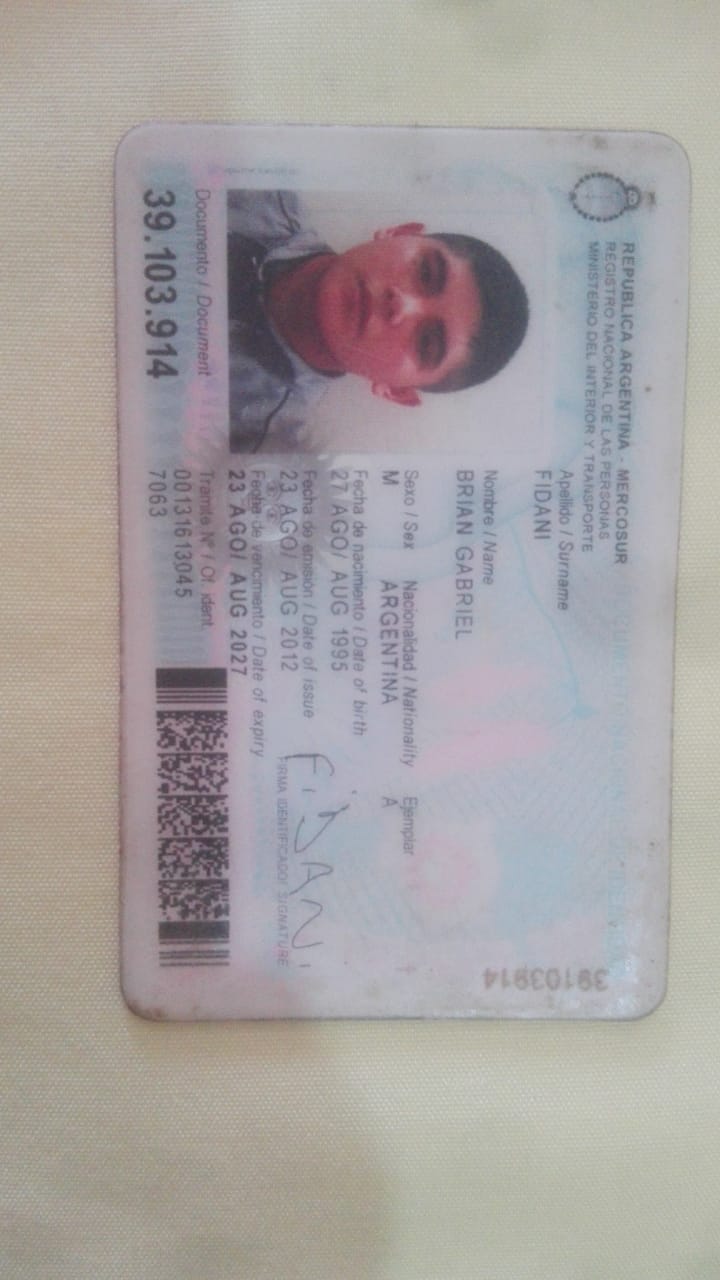 REPUBLICA ARGENTINA - MERCOSUR
REGISTRO NACIONAL DE LAS PERSONAS
MINISTERIO DEL INTERIOR Y TRANSPORTE
Apellido / Surname
FIDANI
Nombre / Name
BRIAN GABRIEL
Sexo / Sex Nacionalidad / Nationality Ejemplar
M ARGENTINA A
Fecha de nacimiento / Date of birth
27 AGO/ AUG 1995
Fecha de emisión / Date of issue
23 AGO/ AUG 2012
Fecha de vencimiento / Date of expiry
23 AGO/ AUG 2027
FIDANI
FIRMA IDENTIFICADO/ SIGNATURE
Documento / Document
39.103.914
Tramite Nº / Of. ident.
00131613045
7063
39103914